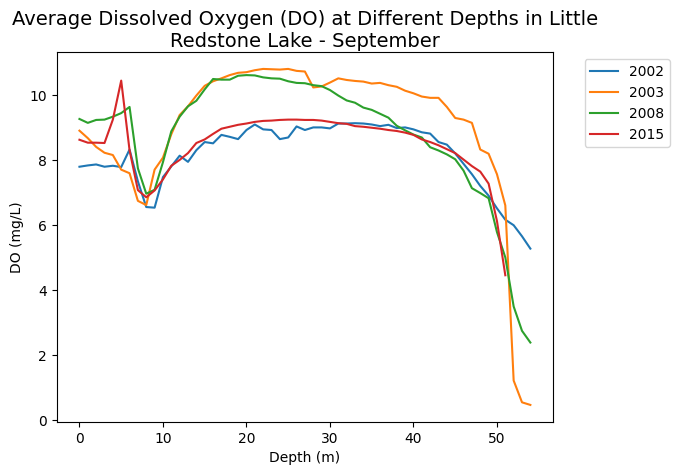 Average Dissolved Oxygen (DO) at Different Depths in Little
Redstone Lake - September
2002
2003
2008
2015
DO (mg/L)
10
8
6
4
2
0
0 10 20 30 40 50
Depth (m)